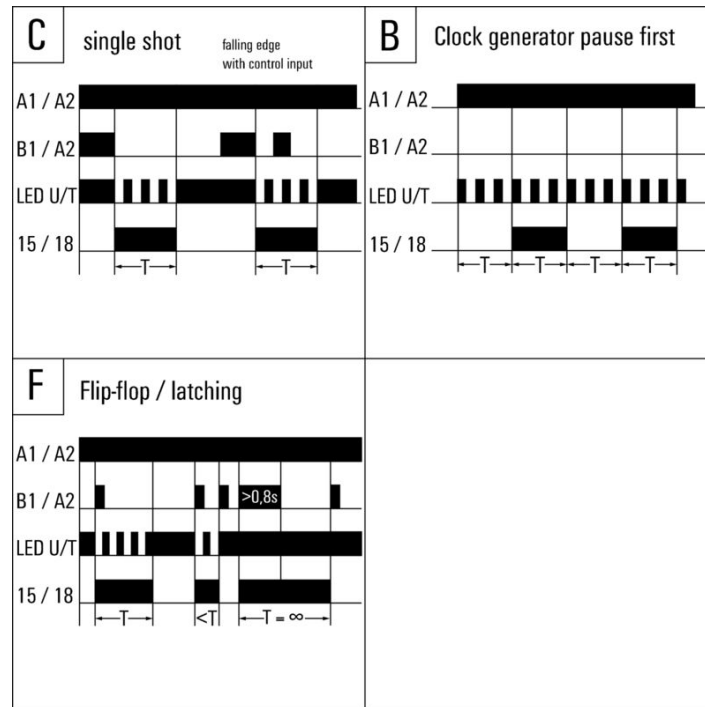 C single shot
falling edge
with control input
A1 / A2
B1 / A2
LED U/T
15 / 18
T T
B Clock generator pause first
A1 / A2
B1 / A2
LED U/T
15 / 18
T T T T
F Flip-flop / latching
A1 / A2
B1 / A2 >0,8s
LED U/T
15 / 18
T <T T = ∞